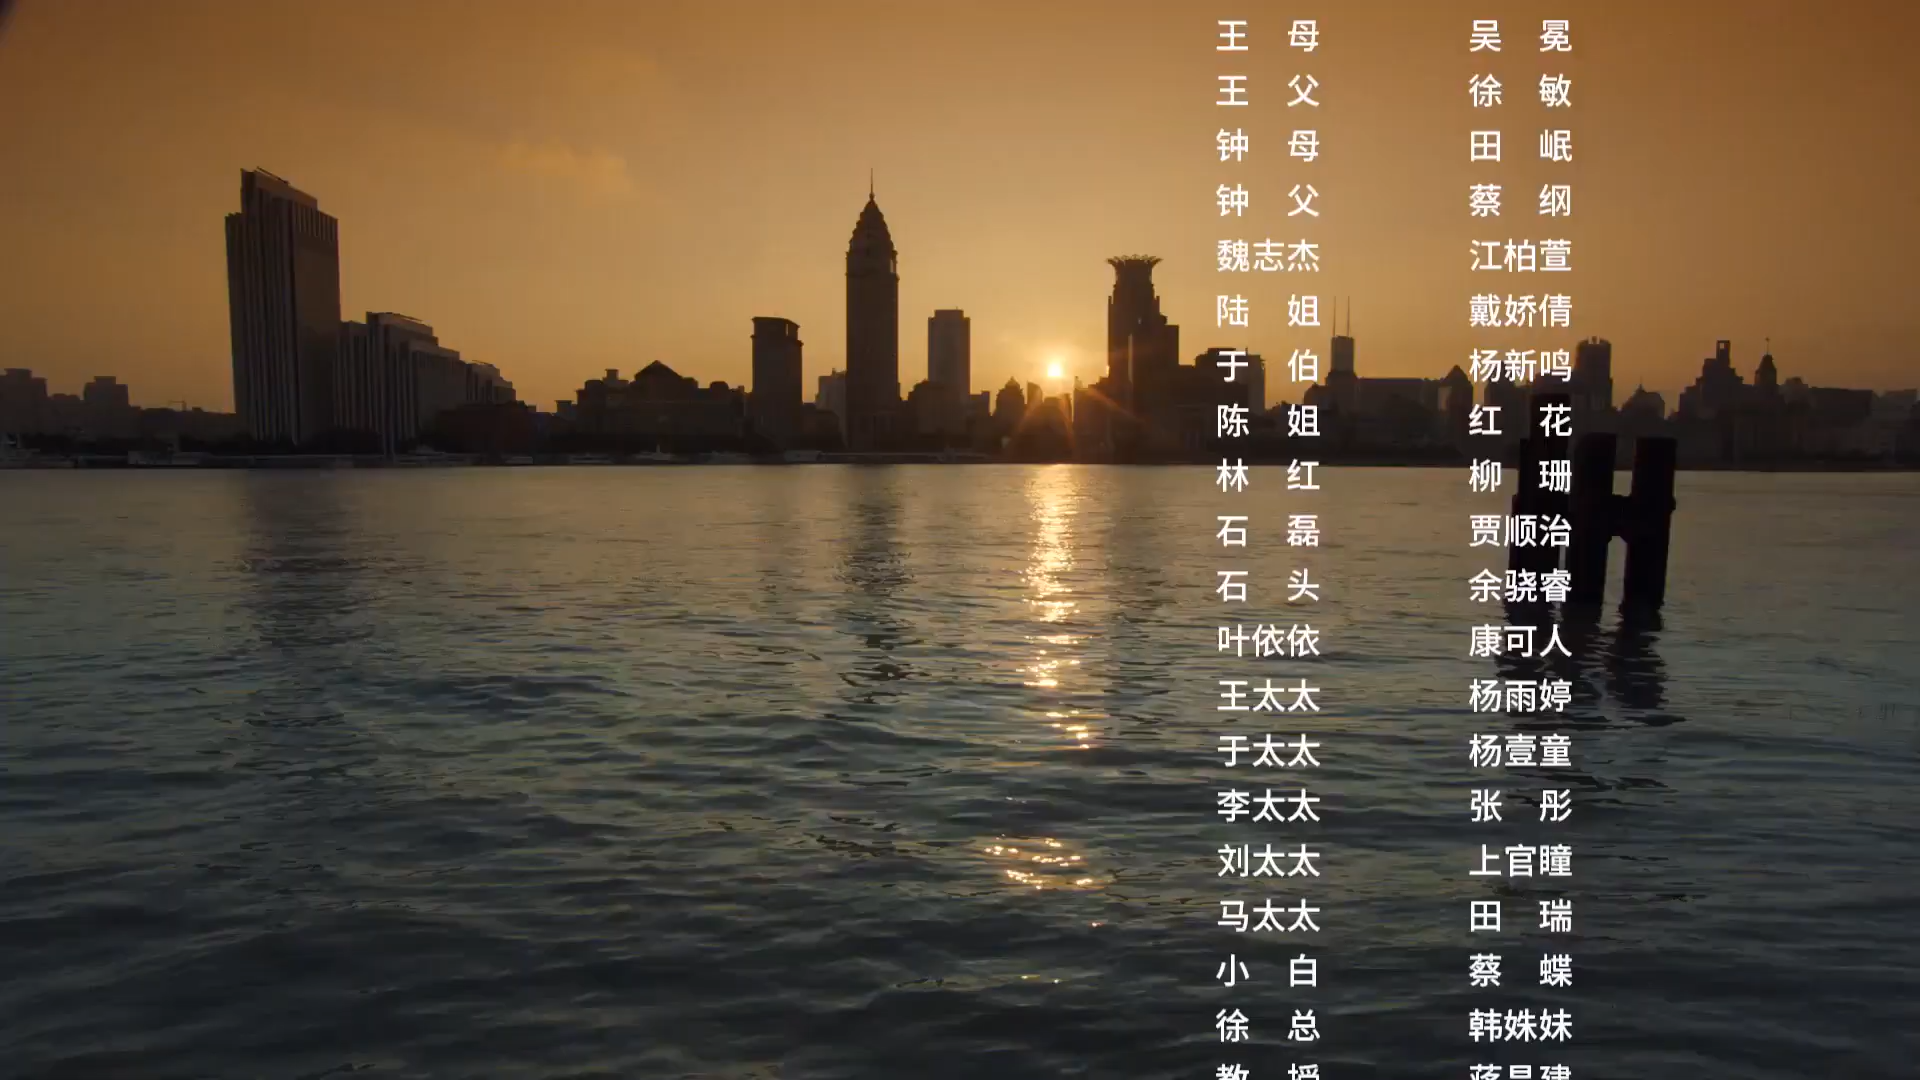 王母 吴冕
王父 徐敏
钟母 田岷
钟父 蔡纲
魏志杰 江柏萱
陆姐 戴娇倩
于伯 杨新鸣
陈姐 红花
林红 柳珊
石磊 贾顺治
石头 余骁睿
叶依依 康可人
王太太 杨雨婷
于太太 杨壹童
李太太 张彤
刘太太 上官瞳
马太太 田瑞
小白 蔡蝶
徐总 韩姝妹
教授